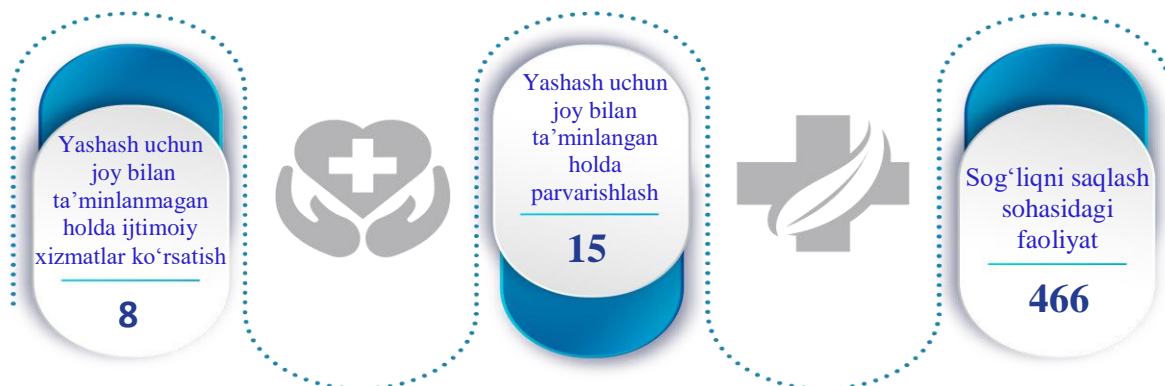 Yashash uchun
joy bilan
ta’minlanmagan
holda ijtimoiy
xizmatlar ko‘rsatish
8
Yashash uchun
joy bilan
ta’minlangan
holda
parvarishlash
15
Sog‘liqni saqlash
sohasidagi
faoliyat
466